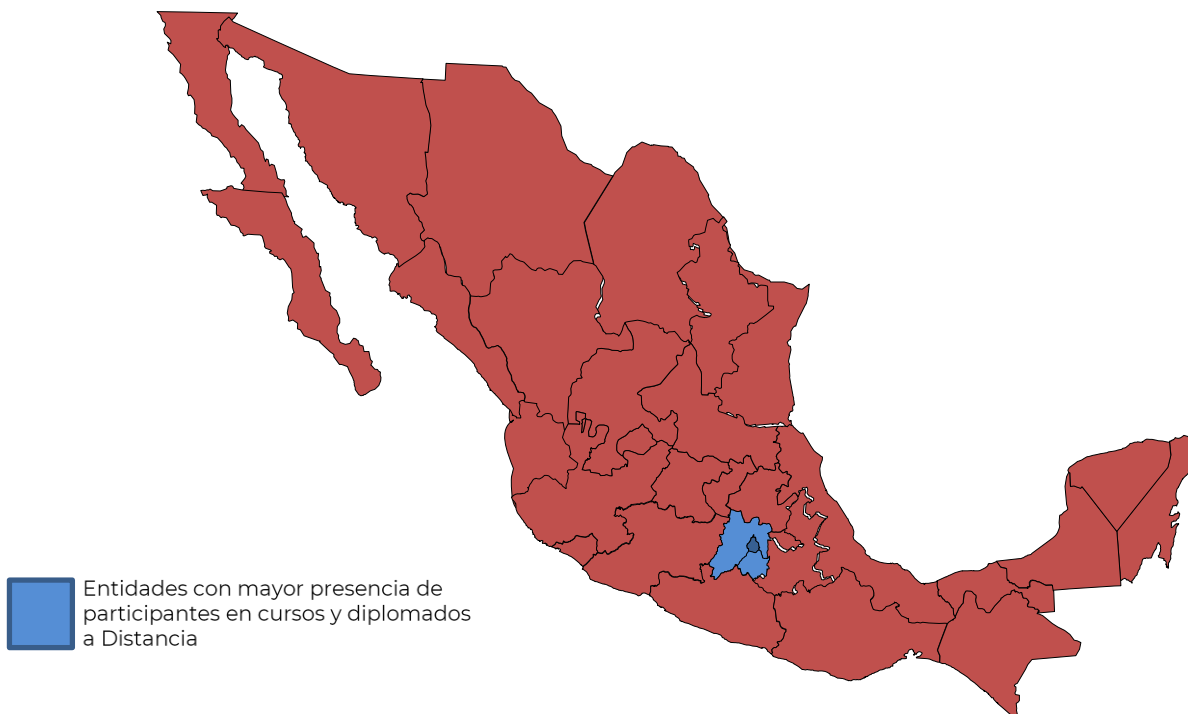 Entidades con mayor presencia de
participantes en cursos y diplomados
a Distancia